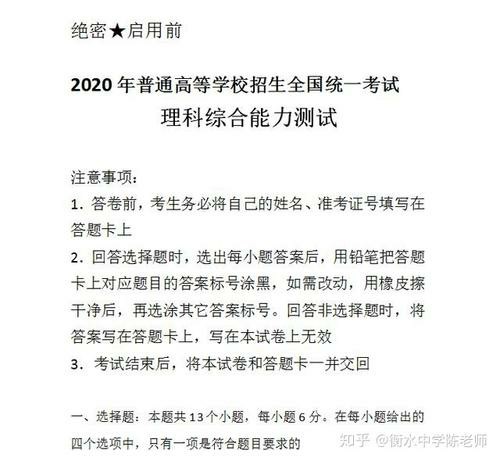 绝密★启用前
2020 年普通高等学校招生全国统一考试
理科综合能力测试
注意事项:
1．答卷前，考生务必将自己的姓名、准考证号填写在
答题卡上
2．回答选择题时，选出每小题答案后，用铅笔把答题
卡上对应题目的答案标号涂黑，如需改动，用橡皮擦
干净后，再选涂其它答案标号。回答非选择题时，将
答案写在答题卡上，写在本试卷上无效
3．考试结束后，将本试卷和答题卡一并交回
一、选择题：本题共13个小题，每小题6分。在每小题给出的
四个选项中，只有一项是符合题目要求的
知乎 @衡水中学陈老师